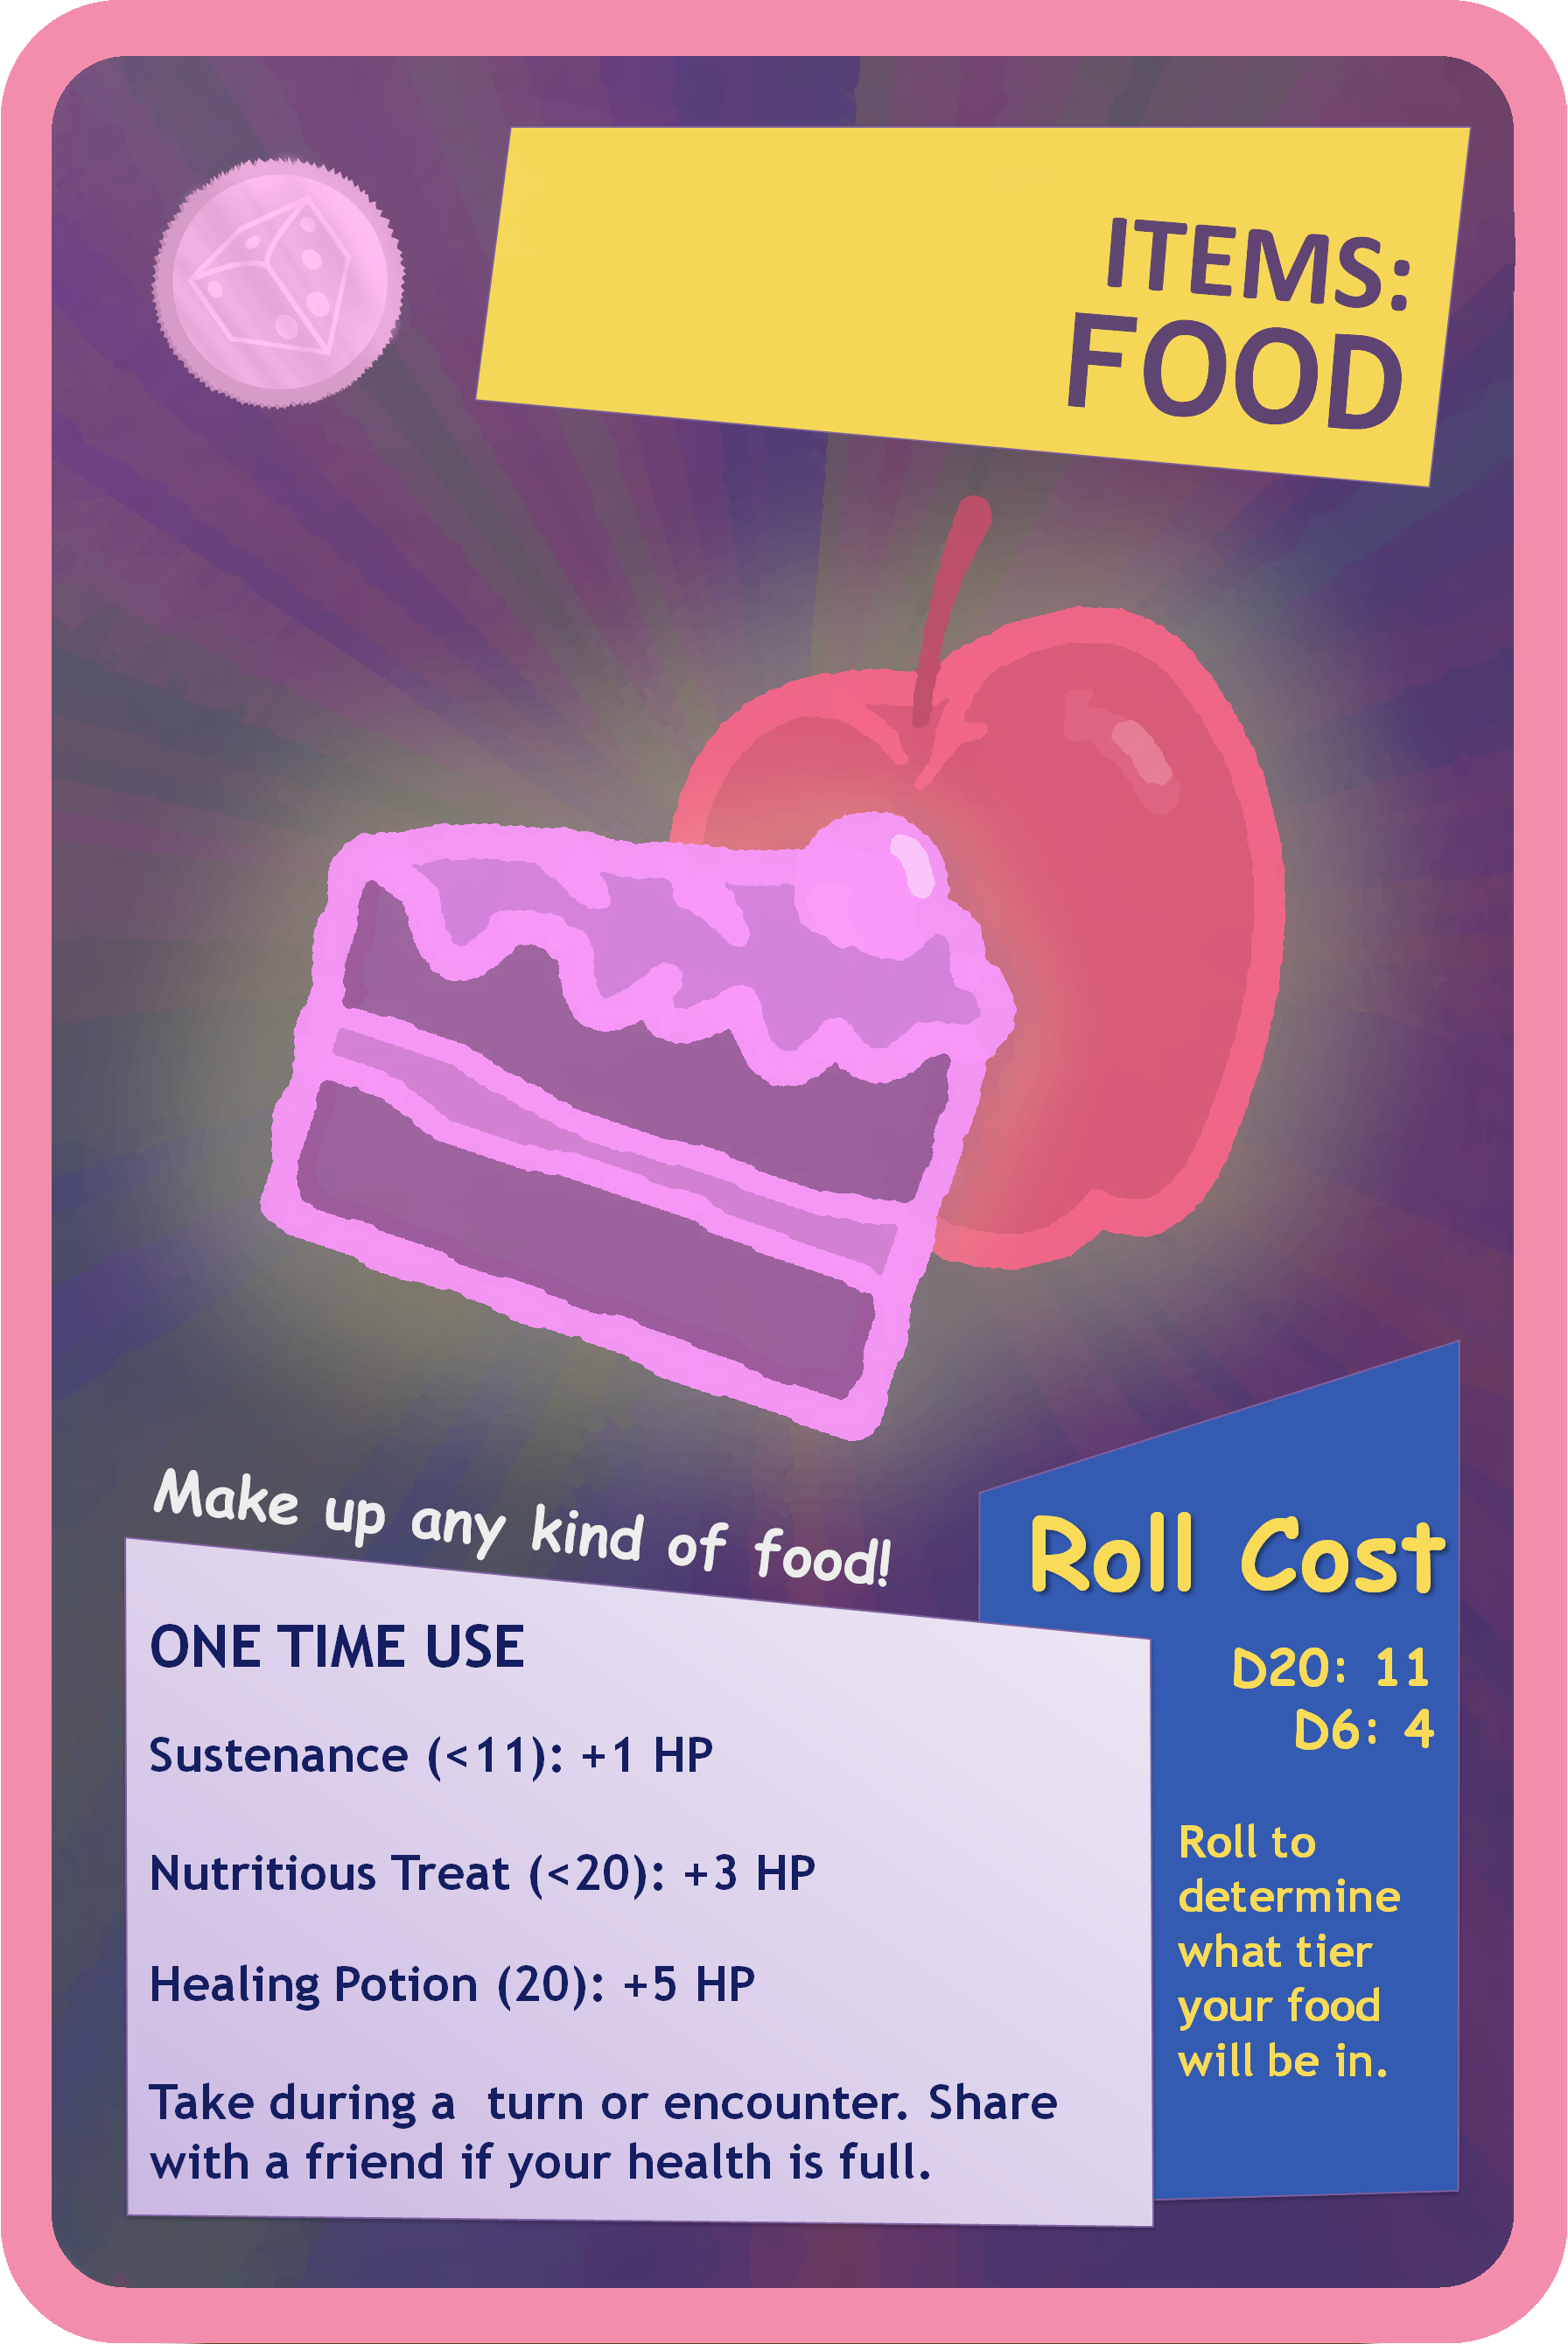 ITEMS:
FOOD
Make up any kind of food!
ONE TIME USE
Sustenance (<11): +1 HP
Nutritious Treat (<20): +3 HP
Healing Potion (20): +5 HP
Take during a  turn or encounter. Share
with a friend if your health is full.
Roll Cost
D20: 11
D6: 4
Roll to
determine
what tier
your food
will be in.